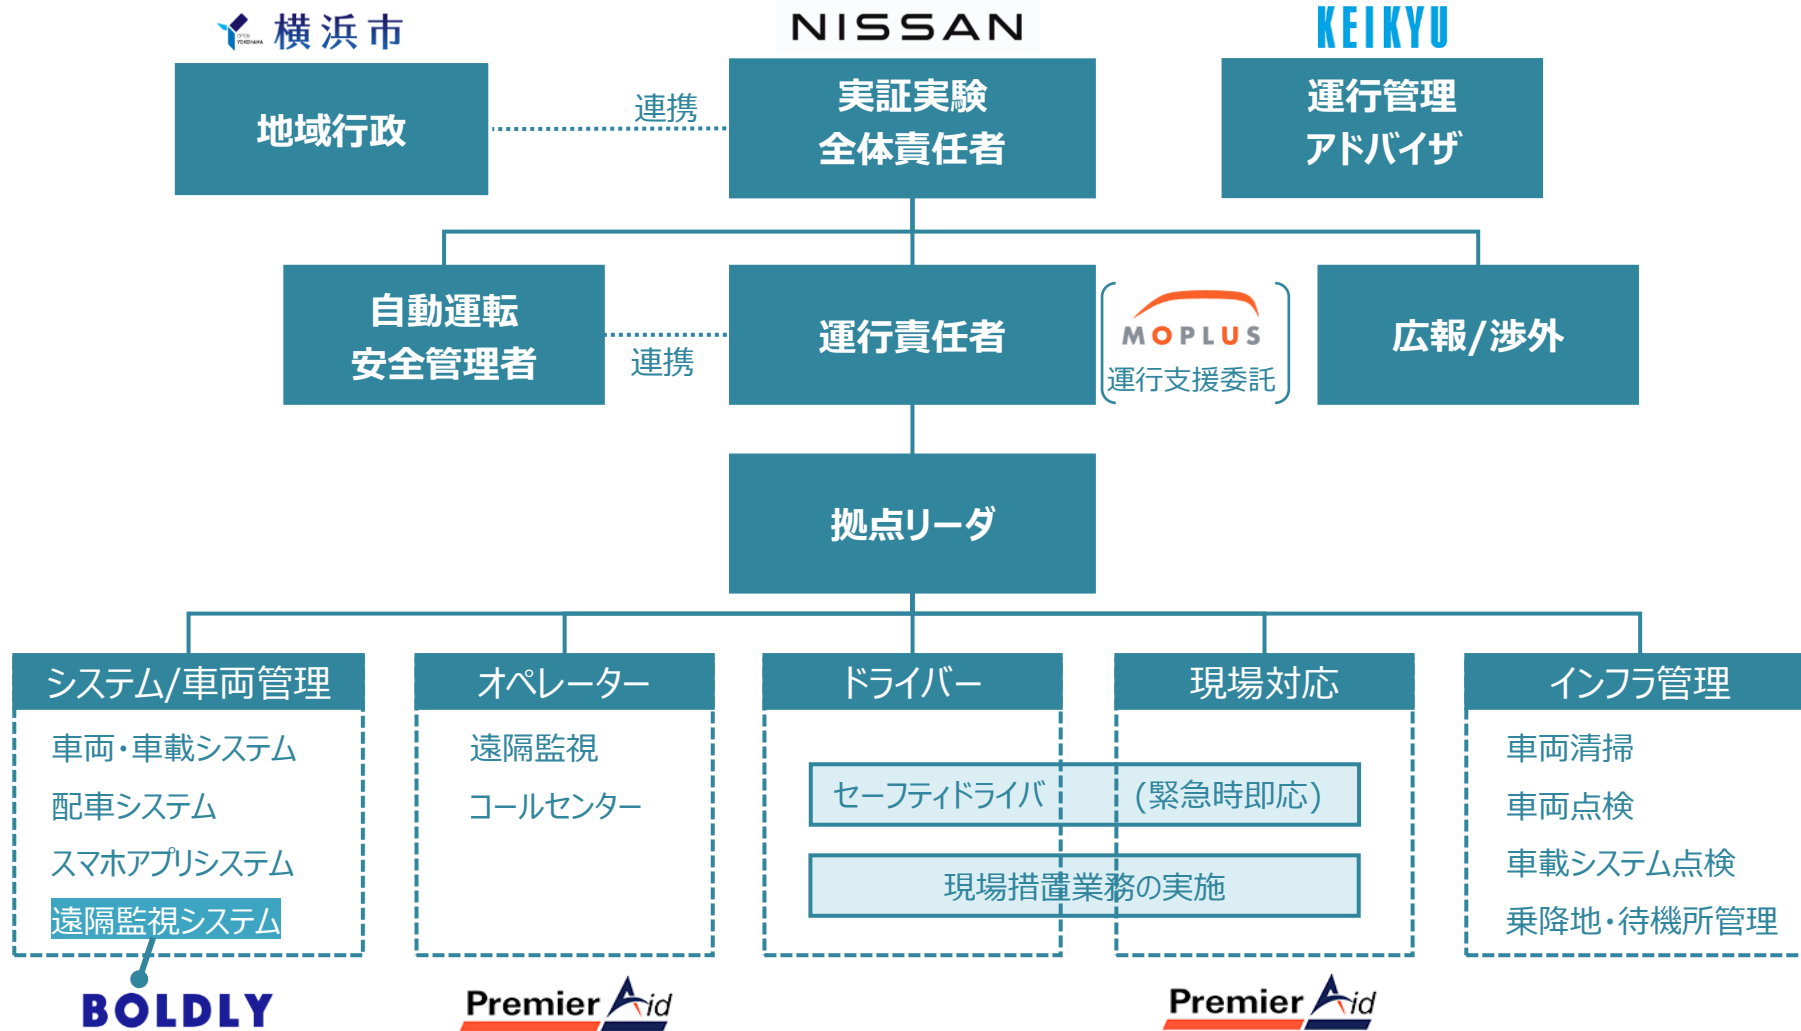 OPEN YOKOHAMA 横浜市
NISSAN
KEIKYU
地域行政
連携
実証実験
全体責任者
運行管理
アドバイザ
自動運転
安全管理者
連携
運行責任者
MOPLUS
運行支援委託
広報/渉外
拠点リーダ
システム/車両管理
車両・車載システム
配車システム
スマホアプリシステム
遠隔監視システム
BOLDLY
オペレーター
遠隔監視
コールセンター
Premier Aid
ドライバー
現場対応
セーフティドライバ (緊急時即応)
現場措置業務の実施
Premier Aid
インフラ管理
車両清掃
車両点検
車載システム点検
乗降地・待機所管理